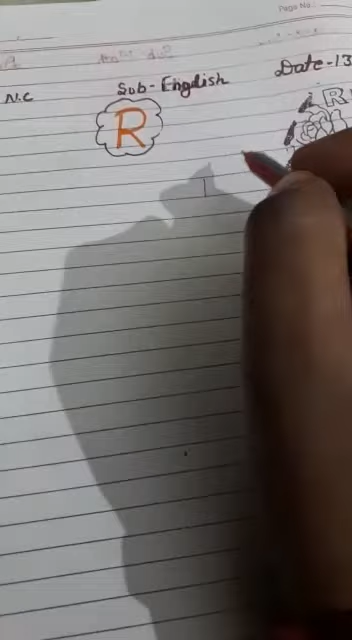 Page No.:
N.C
Sub- English
Date-13
R
R